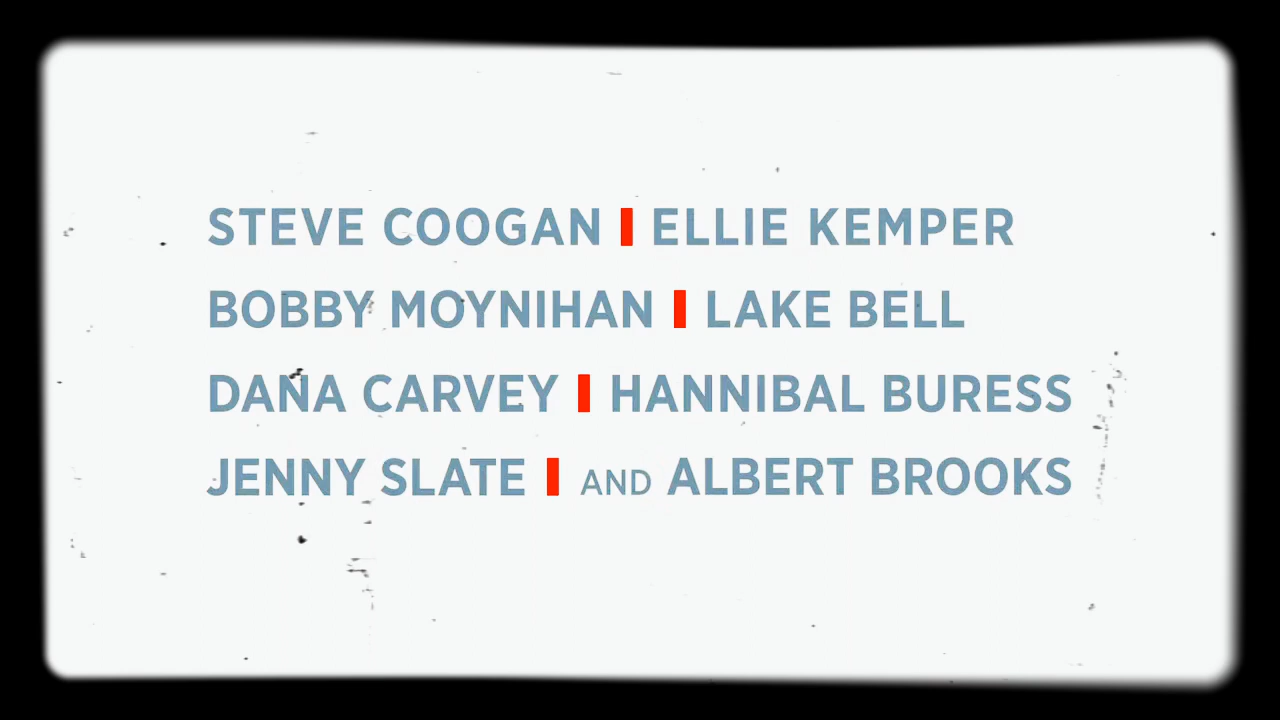 STEVE COOGAN ❚ ELLIE KEMPER
BOBBY MOYNIHAN ❚ LAKE BELL
DANA CARVEY ❚ HANNIBAL BURESS
JENNY SLATE ❚ AND ALBERT BROOKS